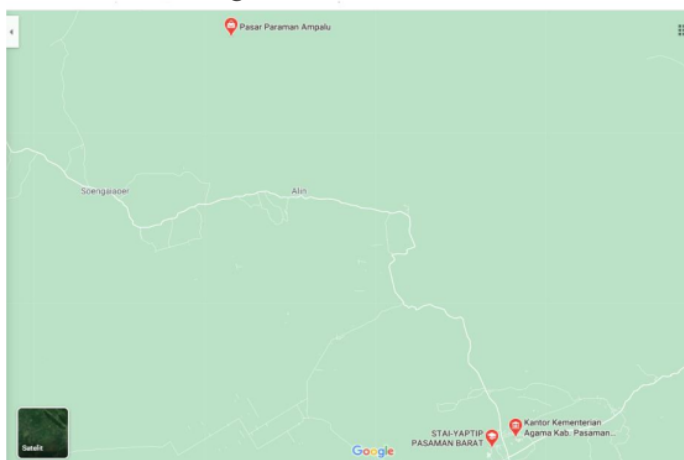 Pasar Paraman Ampalu
Soengaiaoer
Alin
Kantor Kementerian
Agama Kab. Pasaman...
STAI-YAPTIP
PASAMAN BARAT
Satelit
Google